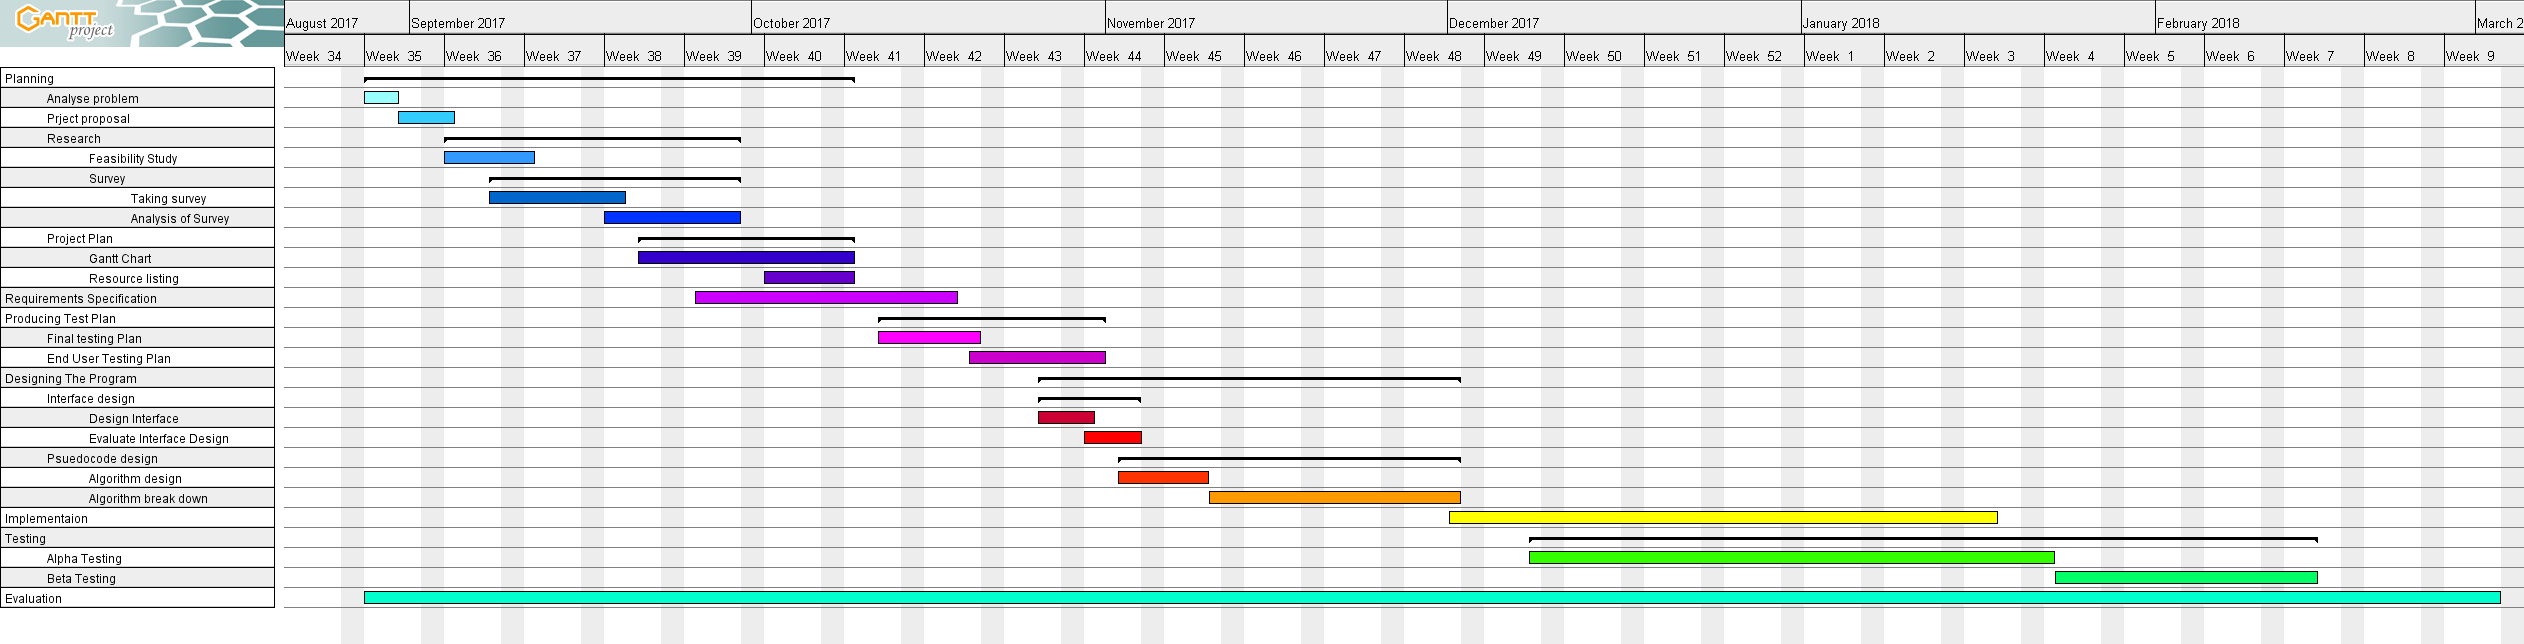 GANTT
project
August 2017 September 2017 October 2017 November 2017 December 2017 January 2018 February 2018 March 2
Week 34 Week 35 Week 36 Week 37 Week 38 Week 39 Week 40 Week 41 Week 42 Week 43 Week 44 Week 45 Week 46 Week 47 Week 48 Week 49 Week 50 Week 51 Week 52 Week 1 Week 2 Week 3 Week 4 Week 5 Week 6 Week 7 Week 8 Week 9
Planning
Analyse problem
Prject proposal
Research
Feasibility Study
Survey
Taking survey
Analysis of Survey
Project Plan
Gantt Chart
Resource listing
Requirements Specification
Producing Test Plan
Final testing Plan
End User Testing Plan
Designing The Program
Interface design
Design Interface
Evaluate Interface Design
Psuedocode design
Algorithm design
Algorithm break down
Implementaion
Testing
Alpha Testing
Beta Testing
Evaluation